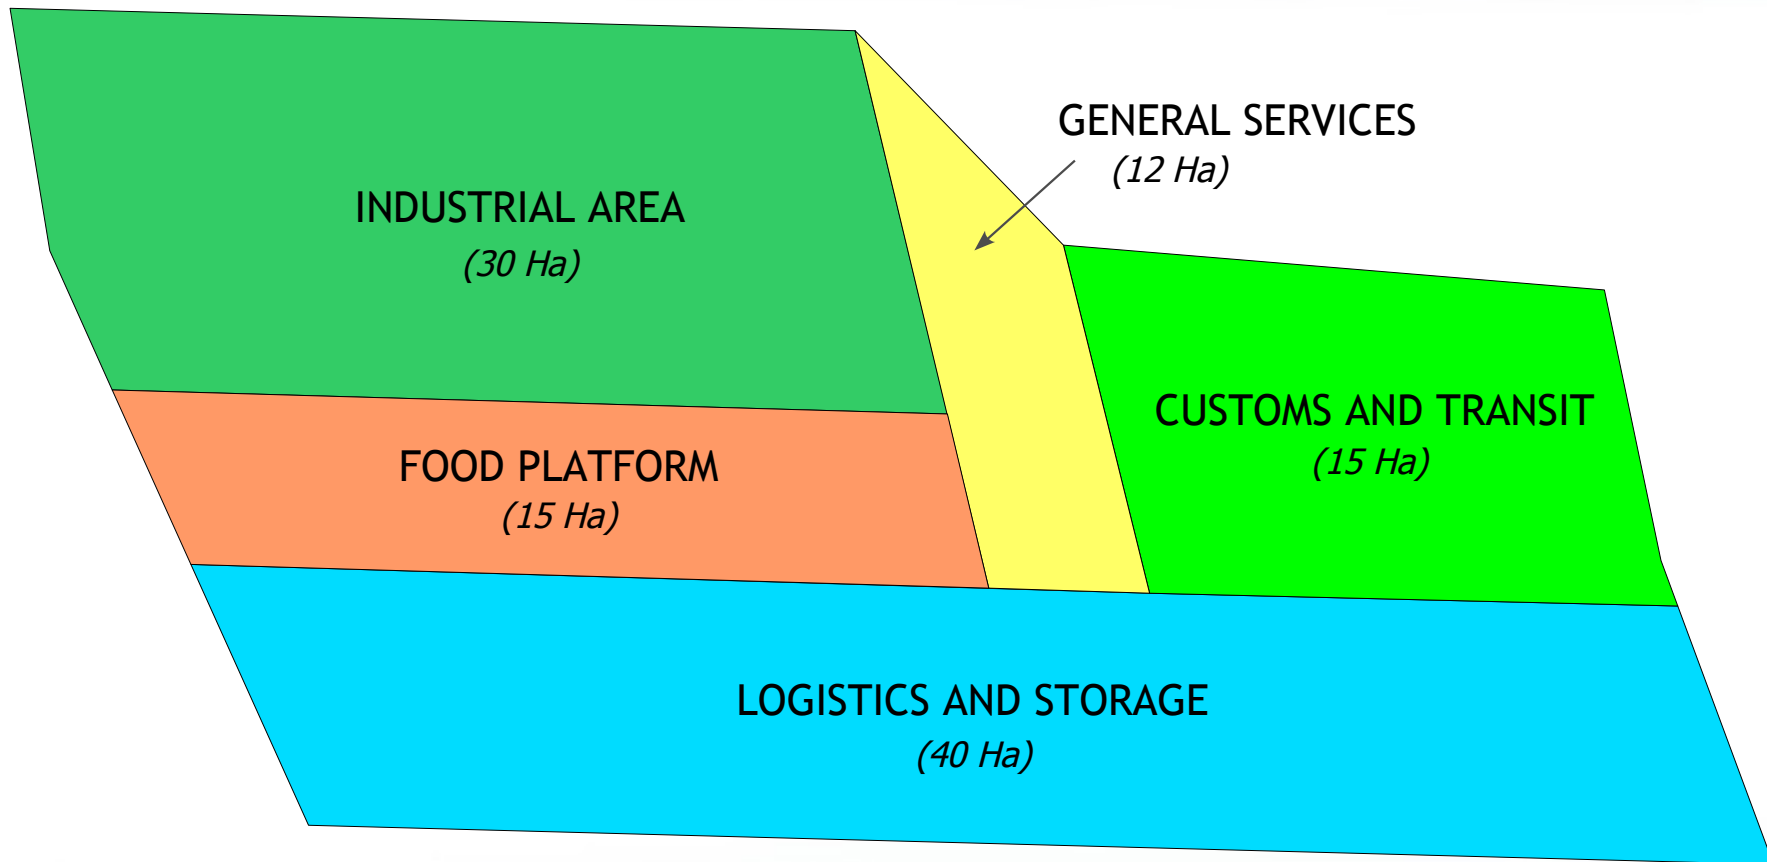 GENERAL SERVICES
(12 Ha)
INDUSTRIAL AREA
(30 Ha)
CUSTOMS AND TRANSIT
(15 Ha)
FOOD PLATFORM
(15 Ha)
LOGISTICS AND STORAGE
(40 Ha)